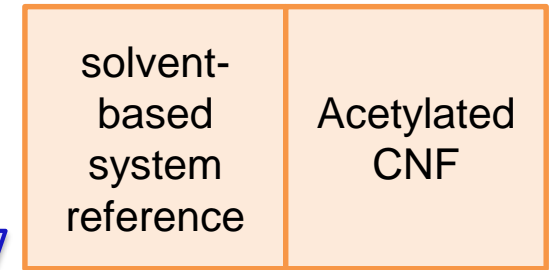 solvent-
based
system
reference
Acetylated
CNF